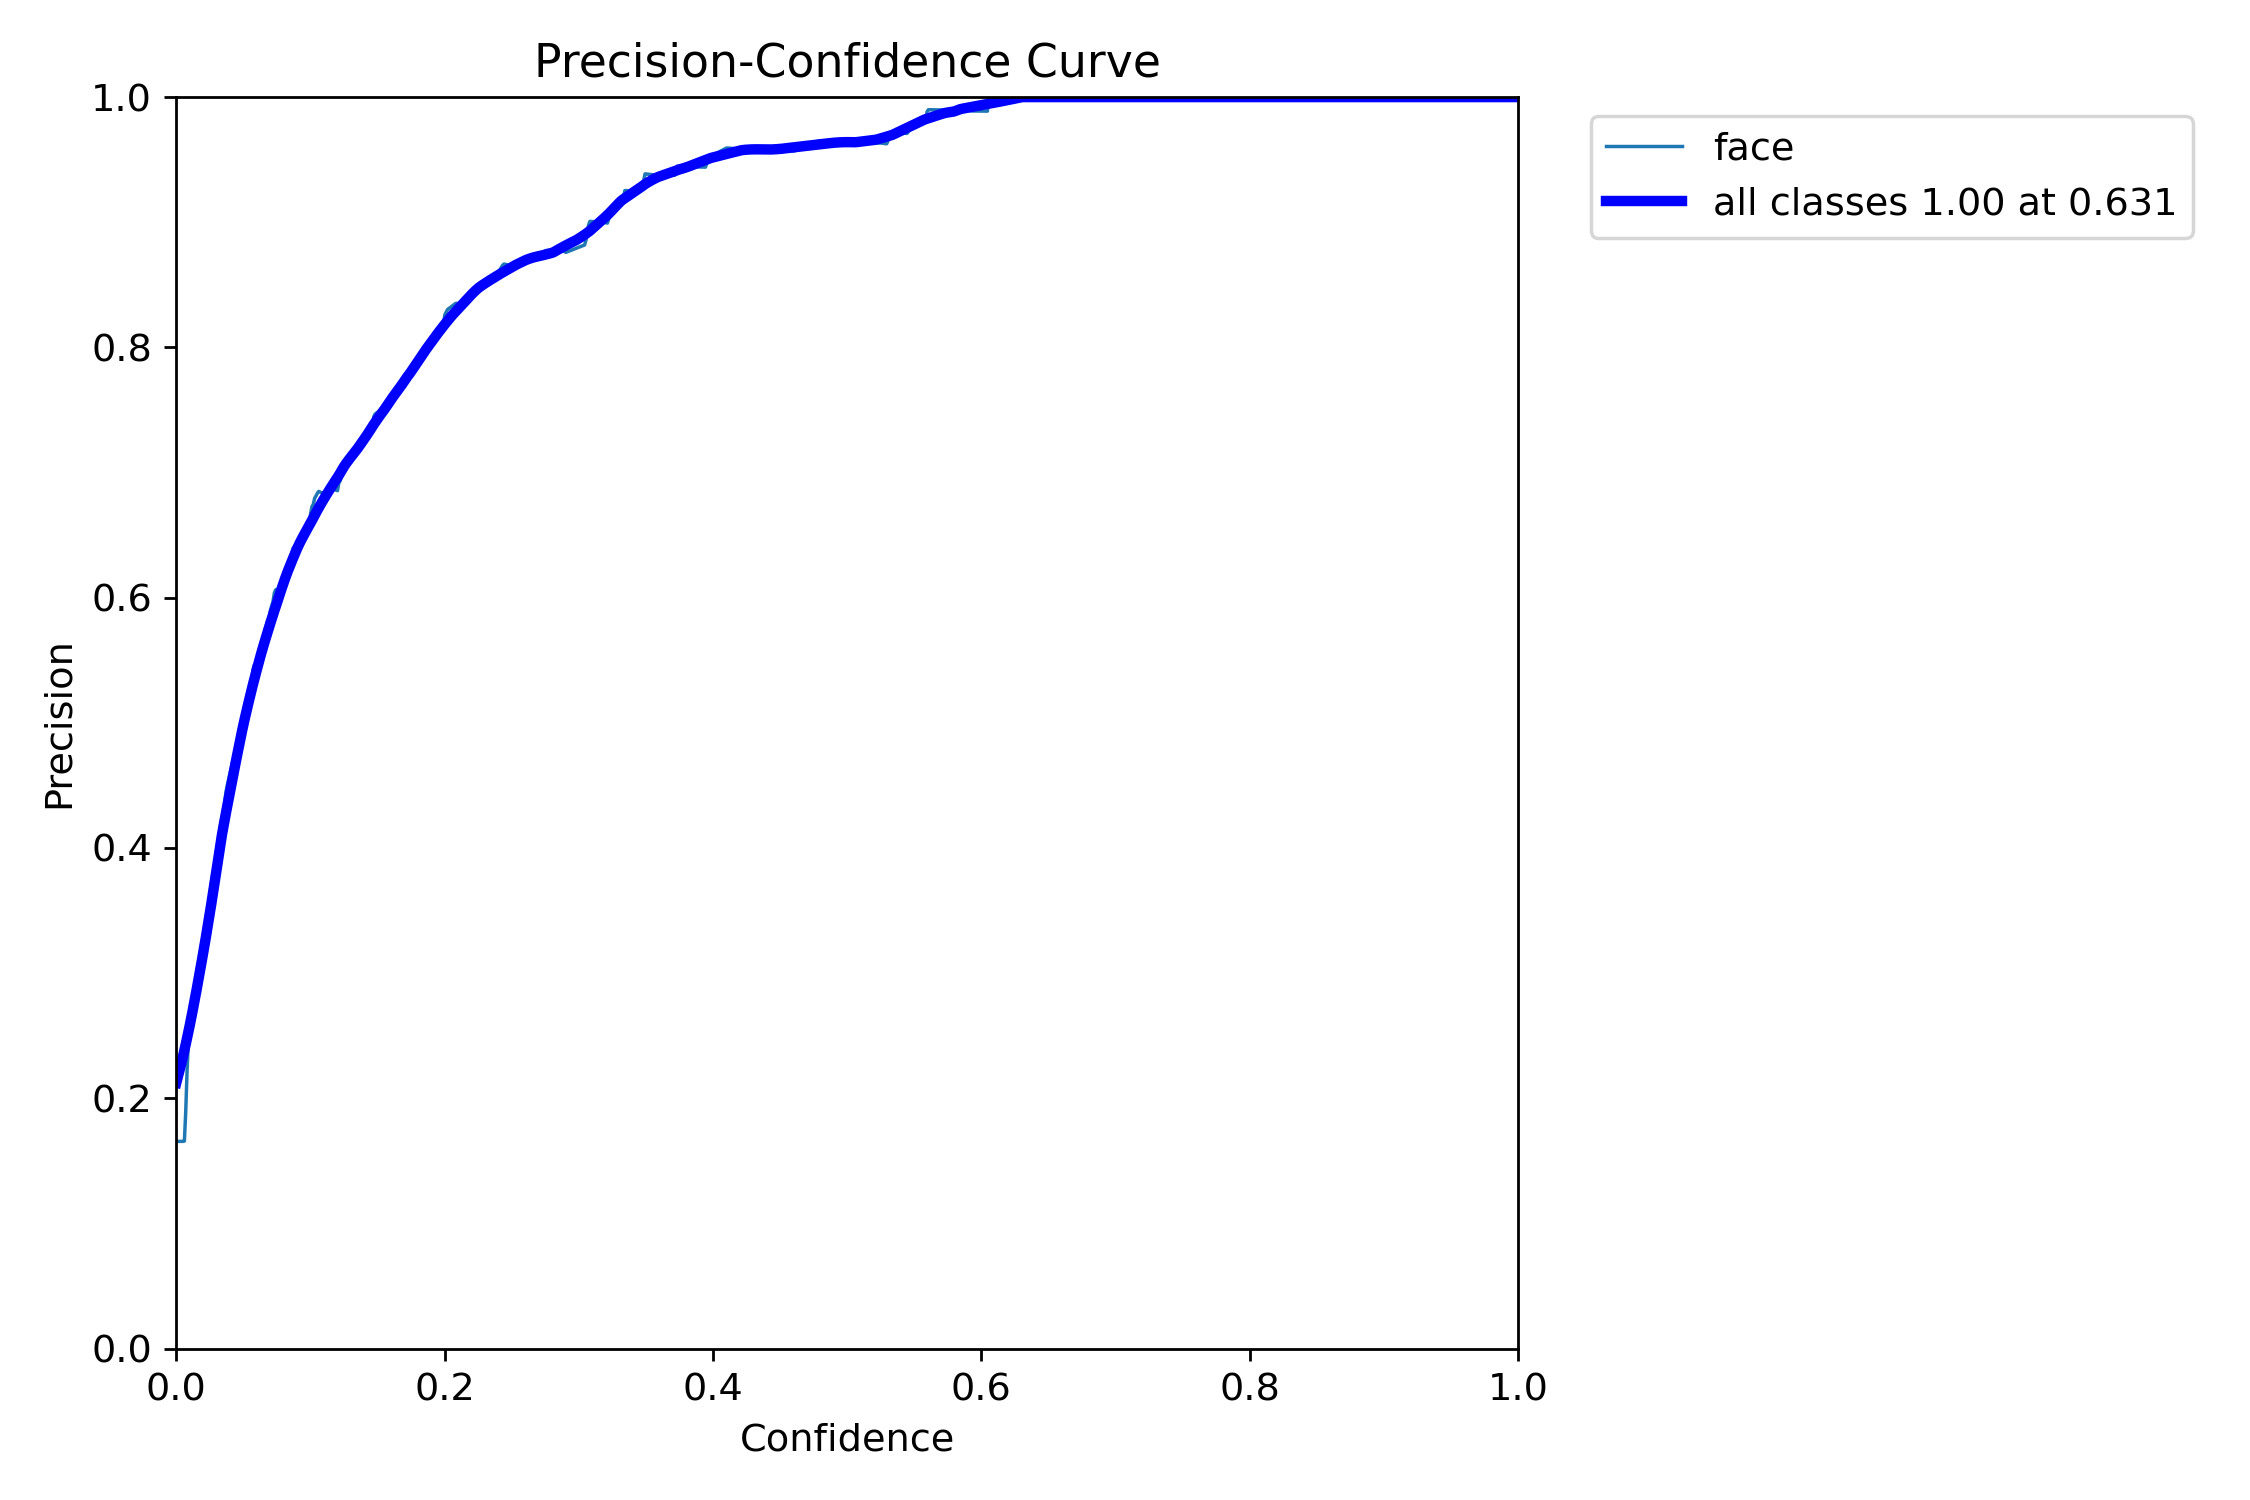 Precision-Confidence Curve
1.0
0.8
0.6
0.4
0.2
0.0
Precision
0.0 0.2 0.4 0.6 0.8 1.0
Confidence
face
all classes 1.00 at 0.631